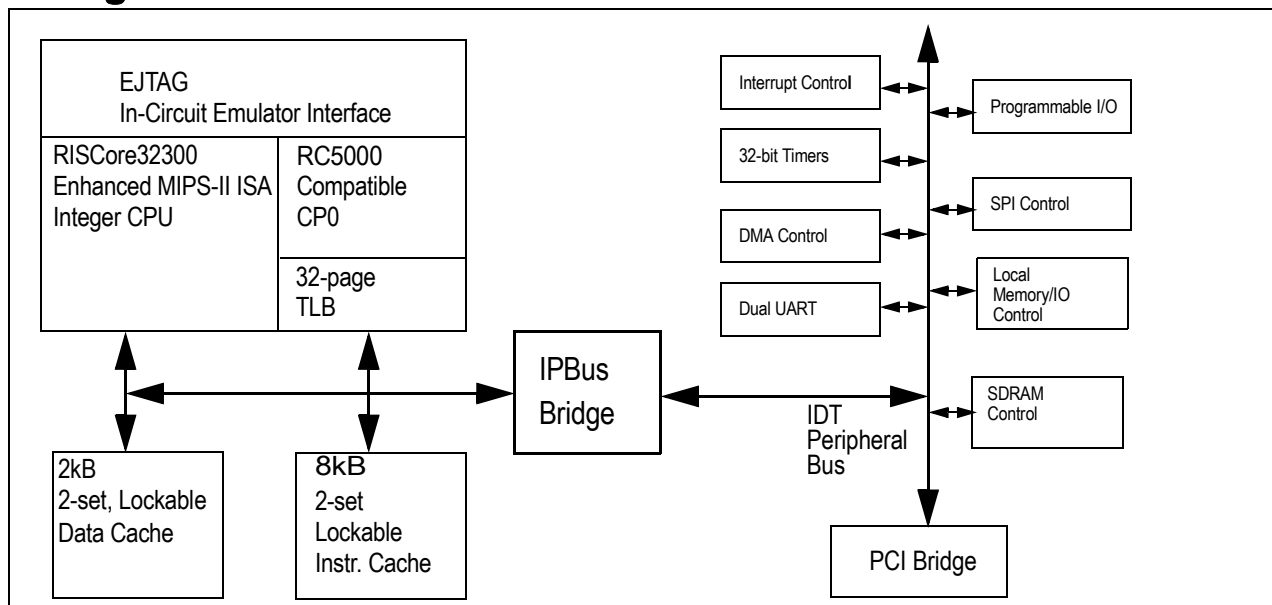 EJTAG
In-Circuit Emulator Interface
RISCore32300
Enhanced MIPS-II ISA
Integer CPU
RC5000
Compatible
CP0
32-page
TLB
2kB
2-set, Lockable
Data Cache
8kB
2-set
Lockable
Instr. Cache
IPBus
Bridge
IDT
Peripheral
Bus
Interrupt Control
32-bit Timers
DMA Control
Dual UART
Programmable I/O
SPI Control
Local
Memory/IO
Control
SDRAM
Control
PCI Bridge